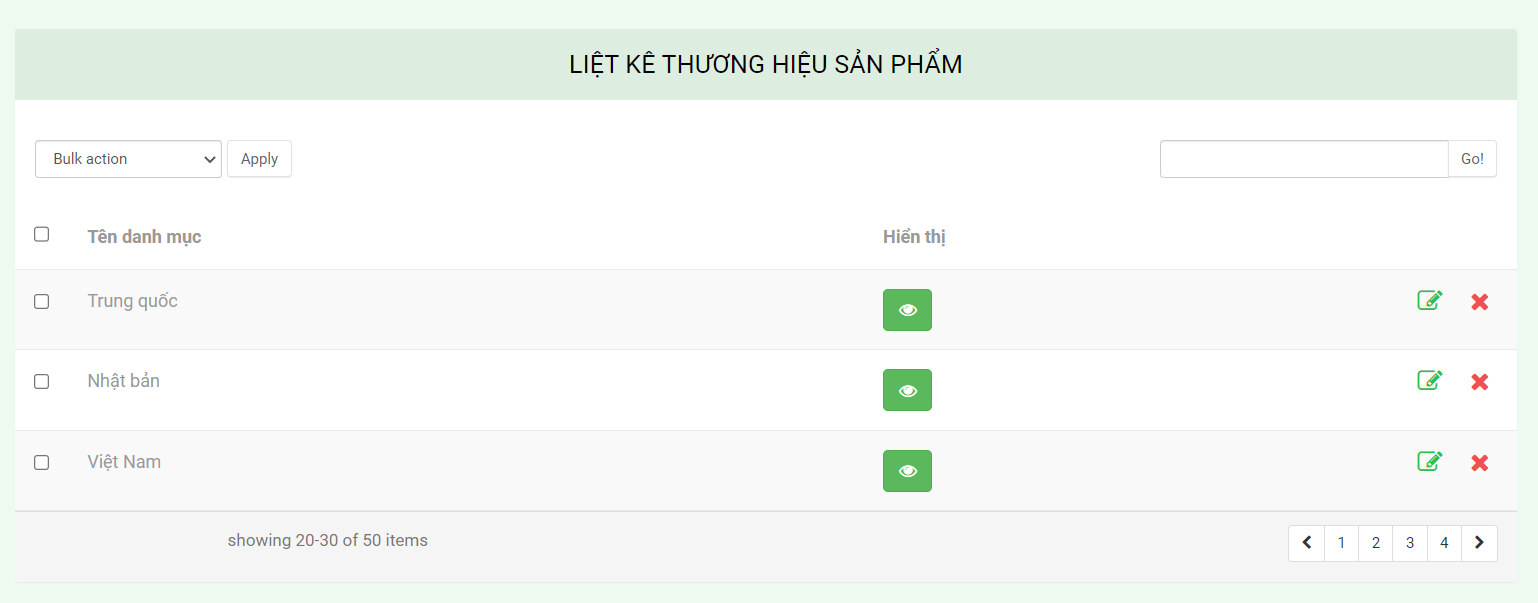 LIỆT KÊ THƯƠNG HIỆU SẢN PHẨM
Bulk action Apply Go!
Tên danh mục Hiển thị
Trung quốc
Nhật bản
Việt Nam
showing 20-30 of 50 items 1 2 3 4